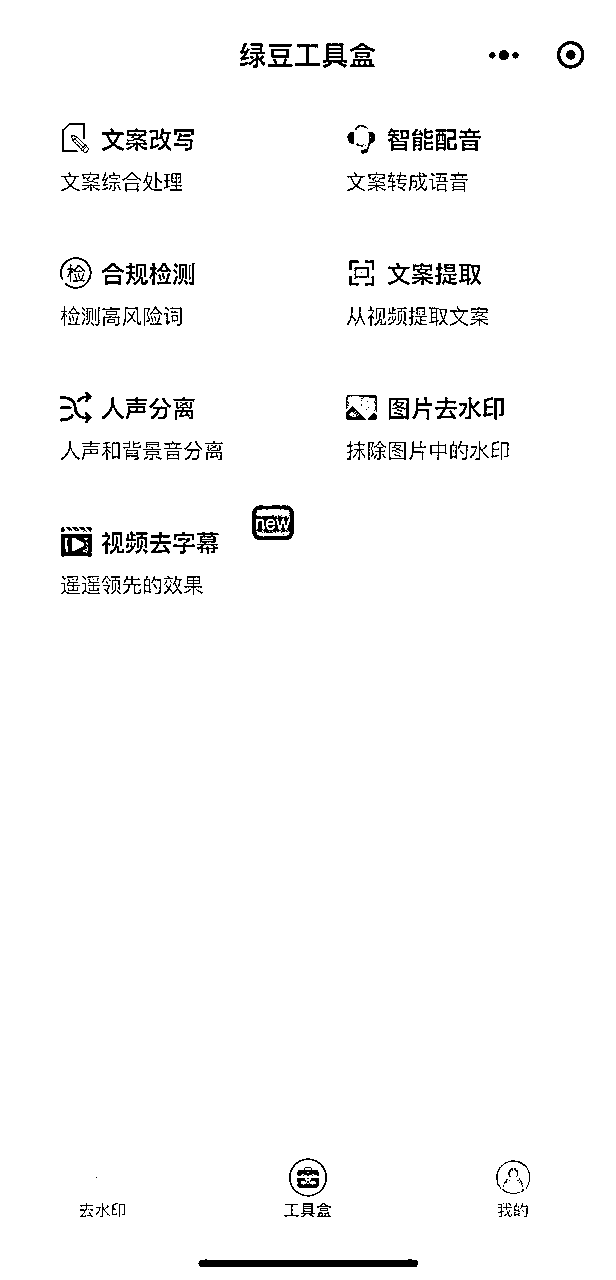 绿豆工具盒
文案改写
文案综合处理
智能配音
文案转成语音
检
合规检测
检测高风险词
文案提取
从视频提取文案
人声分离
人声和背景音分离
图片去水印
抹除图片中的水印
视频去字幕
new
遥遥领先的效果
去水印
工具盒
我的